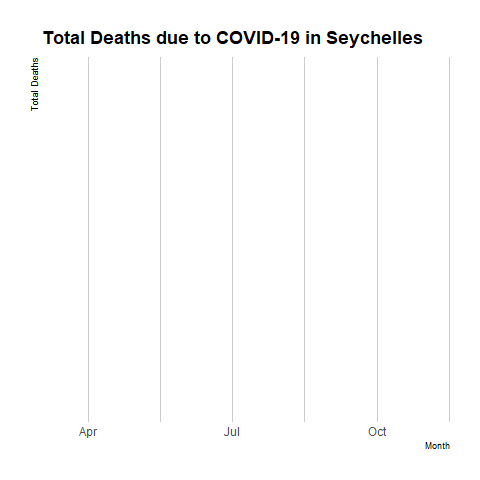 Total Deaths due to COVID-19 in Seychelles
Total Deaths
Apr Jul Oct
Month